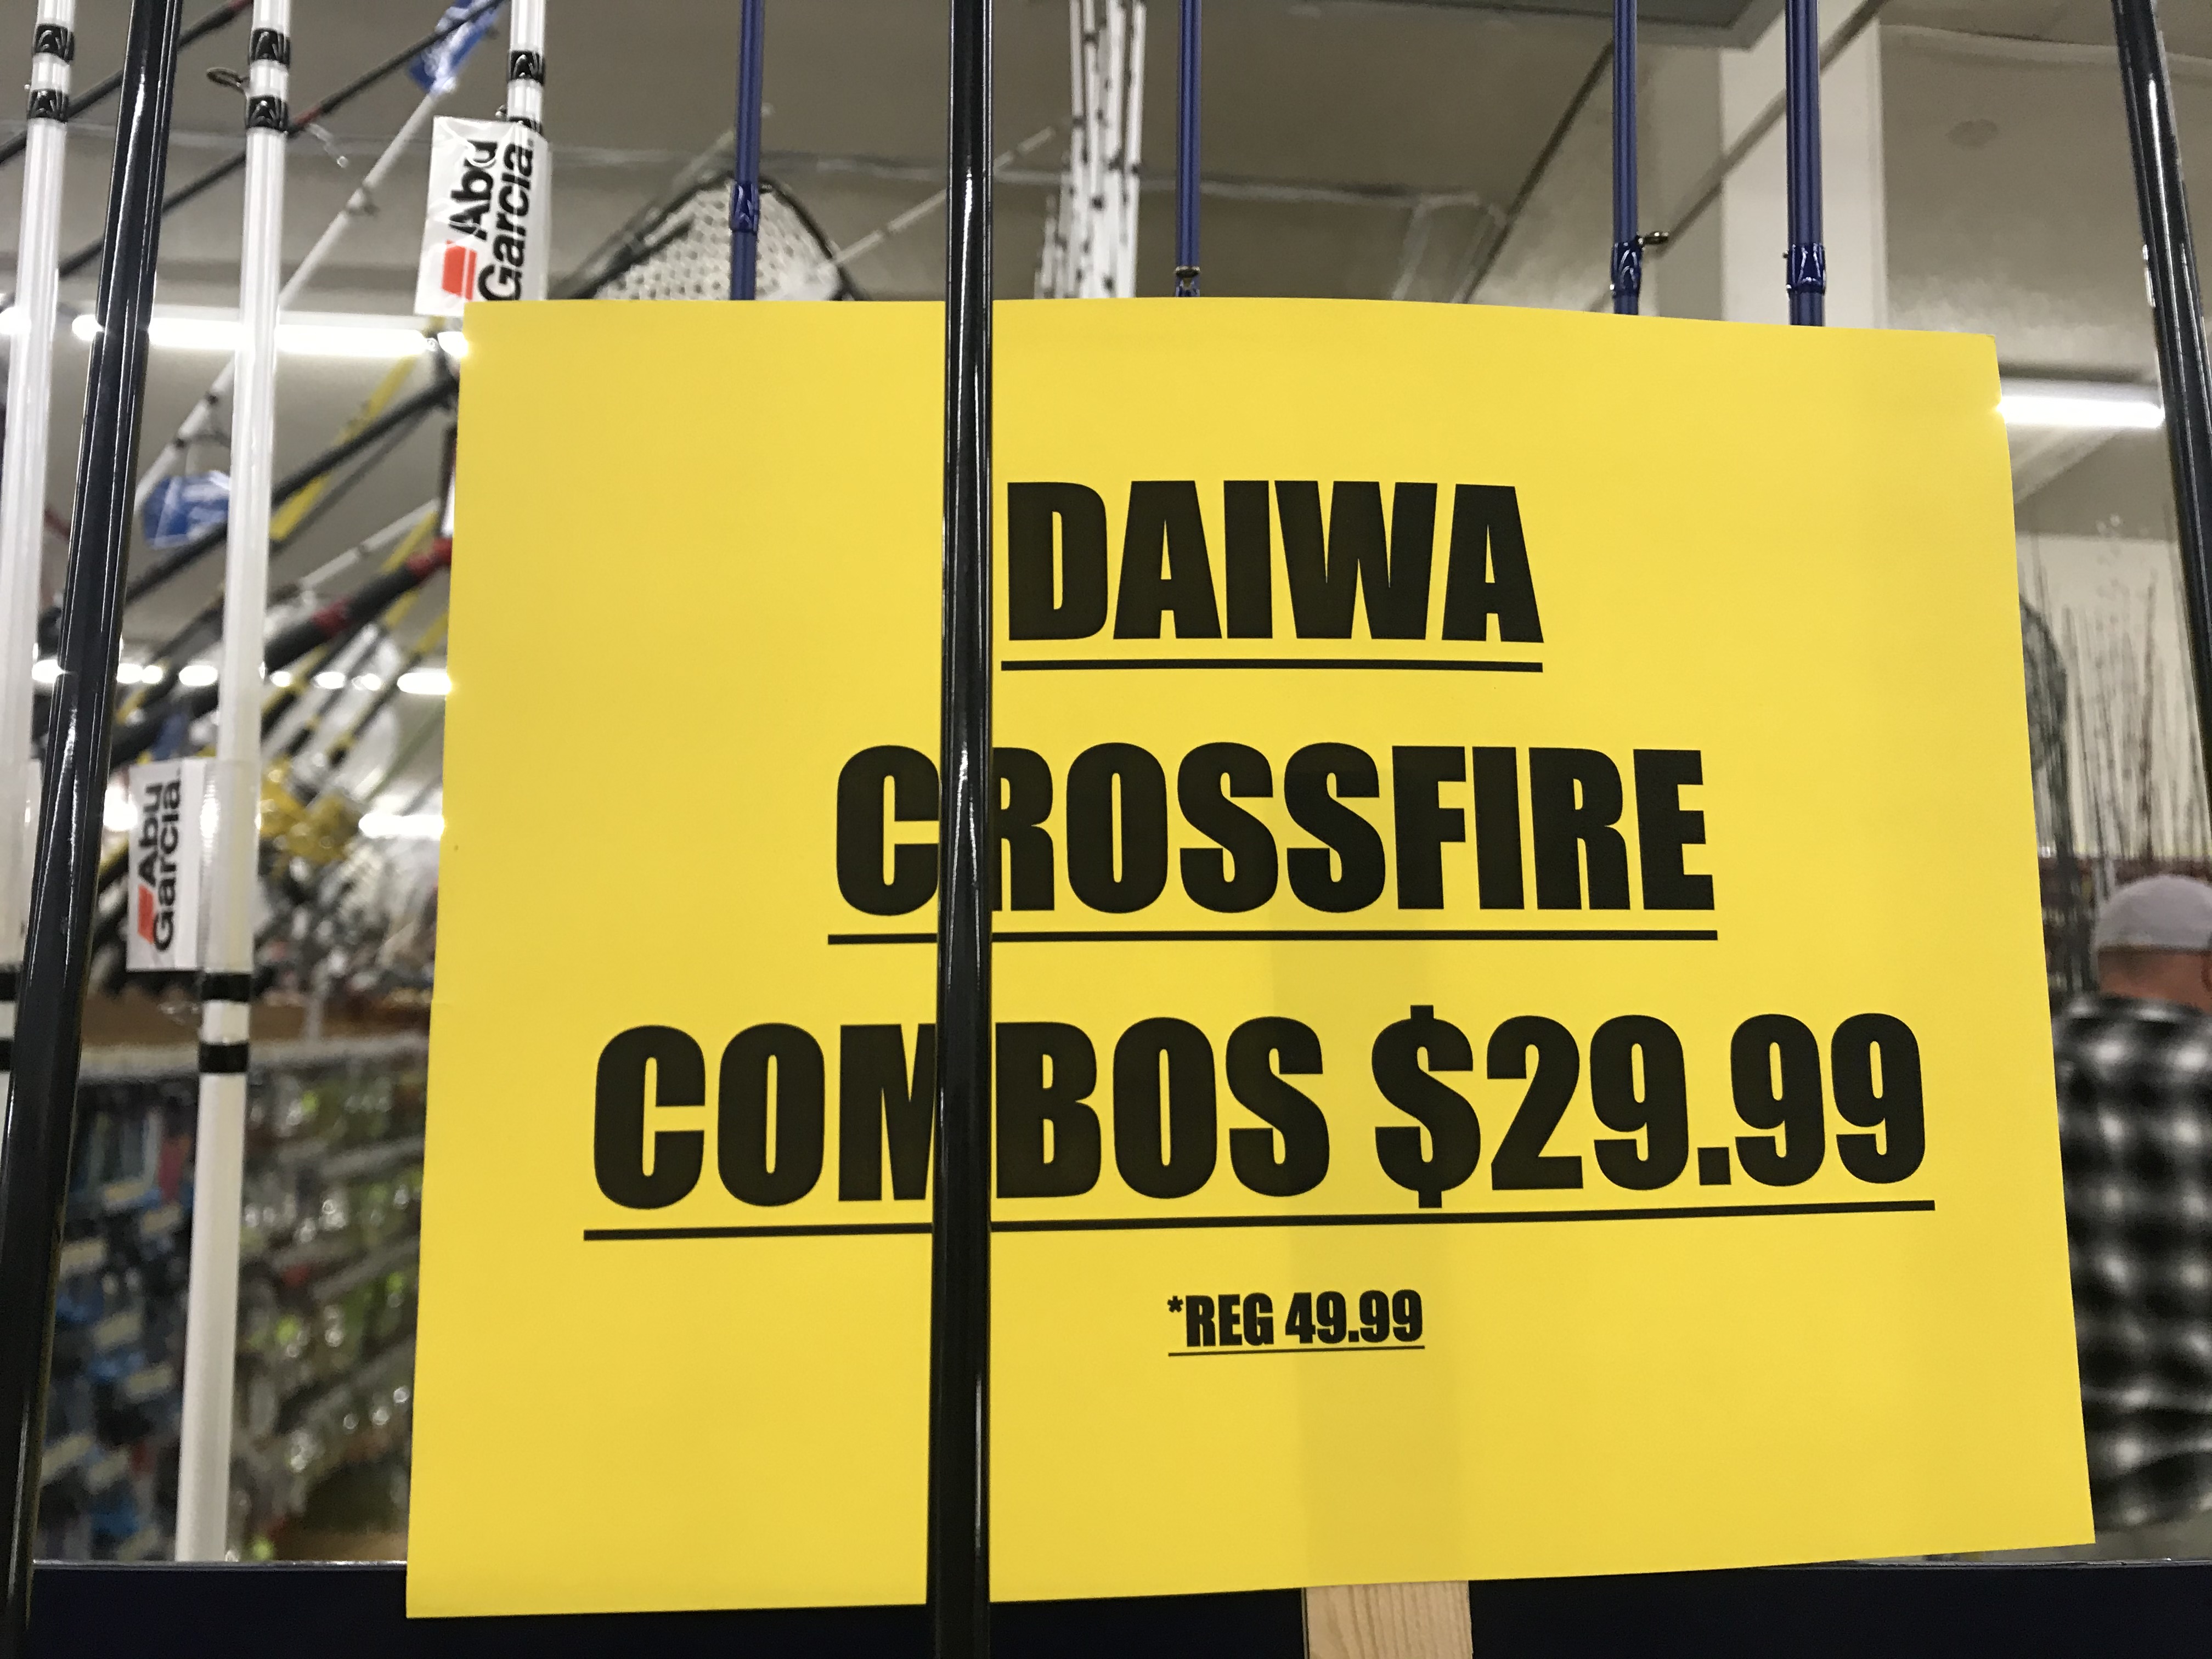 Abu
Garcia
DAIWA
CROSSFIRE
COMBOS $29.99
*REG 49.99
Abu
Garcia